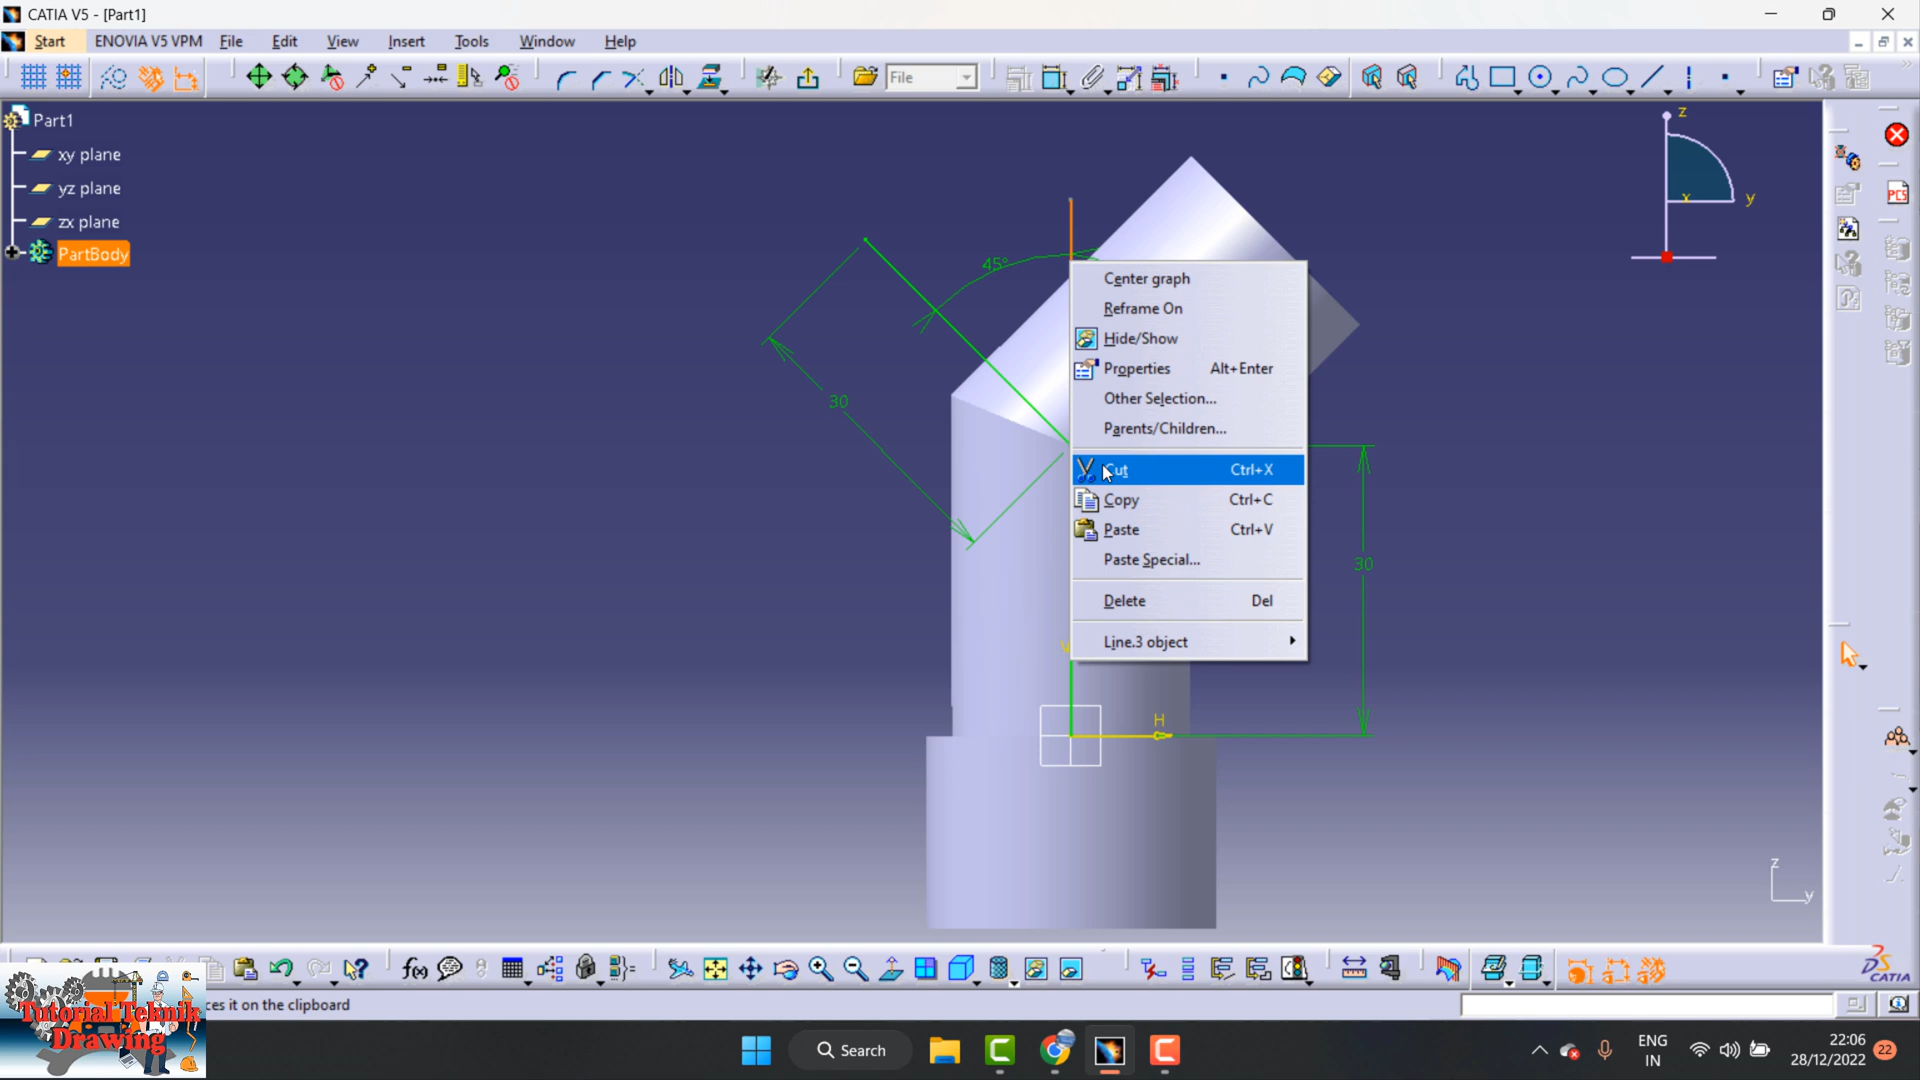 CATIA V5 - [Part1]
Start ENOVIA V5 VPM File Edit View Insert Tools Window Help
File
Part1
xy plane
yz plane
zx plane
PartBody
z
x
y
PCS
45°
30
30
Center graph
Reframe On
Hide/Show
Properties Alt+Enter
Other Selection...
Parents/Children...
Cut Ctrl+X
Copy Ctrl+C
Paste Ctrl+V
Paste Special...
Delete Del
Line.3 object
V
H
z
y
f(x)
CATIA
ces it on the clipboard
Tutorial Teknik
Drawing
Search
ENG
IN
22:06
28/12/2022
22